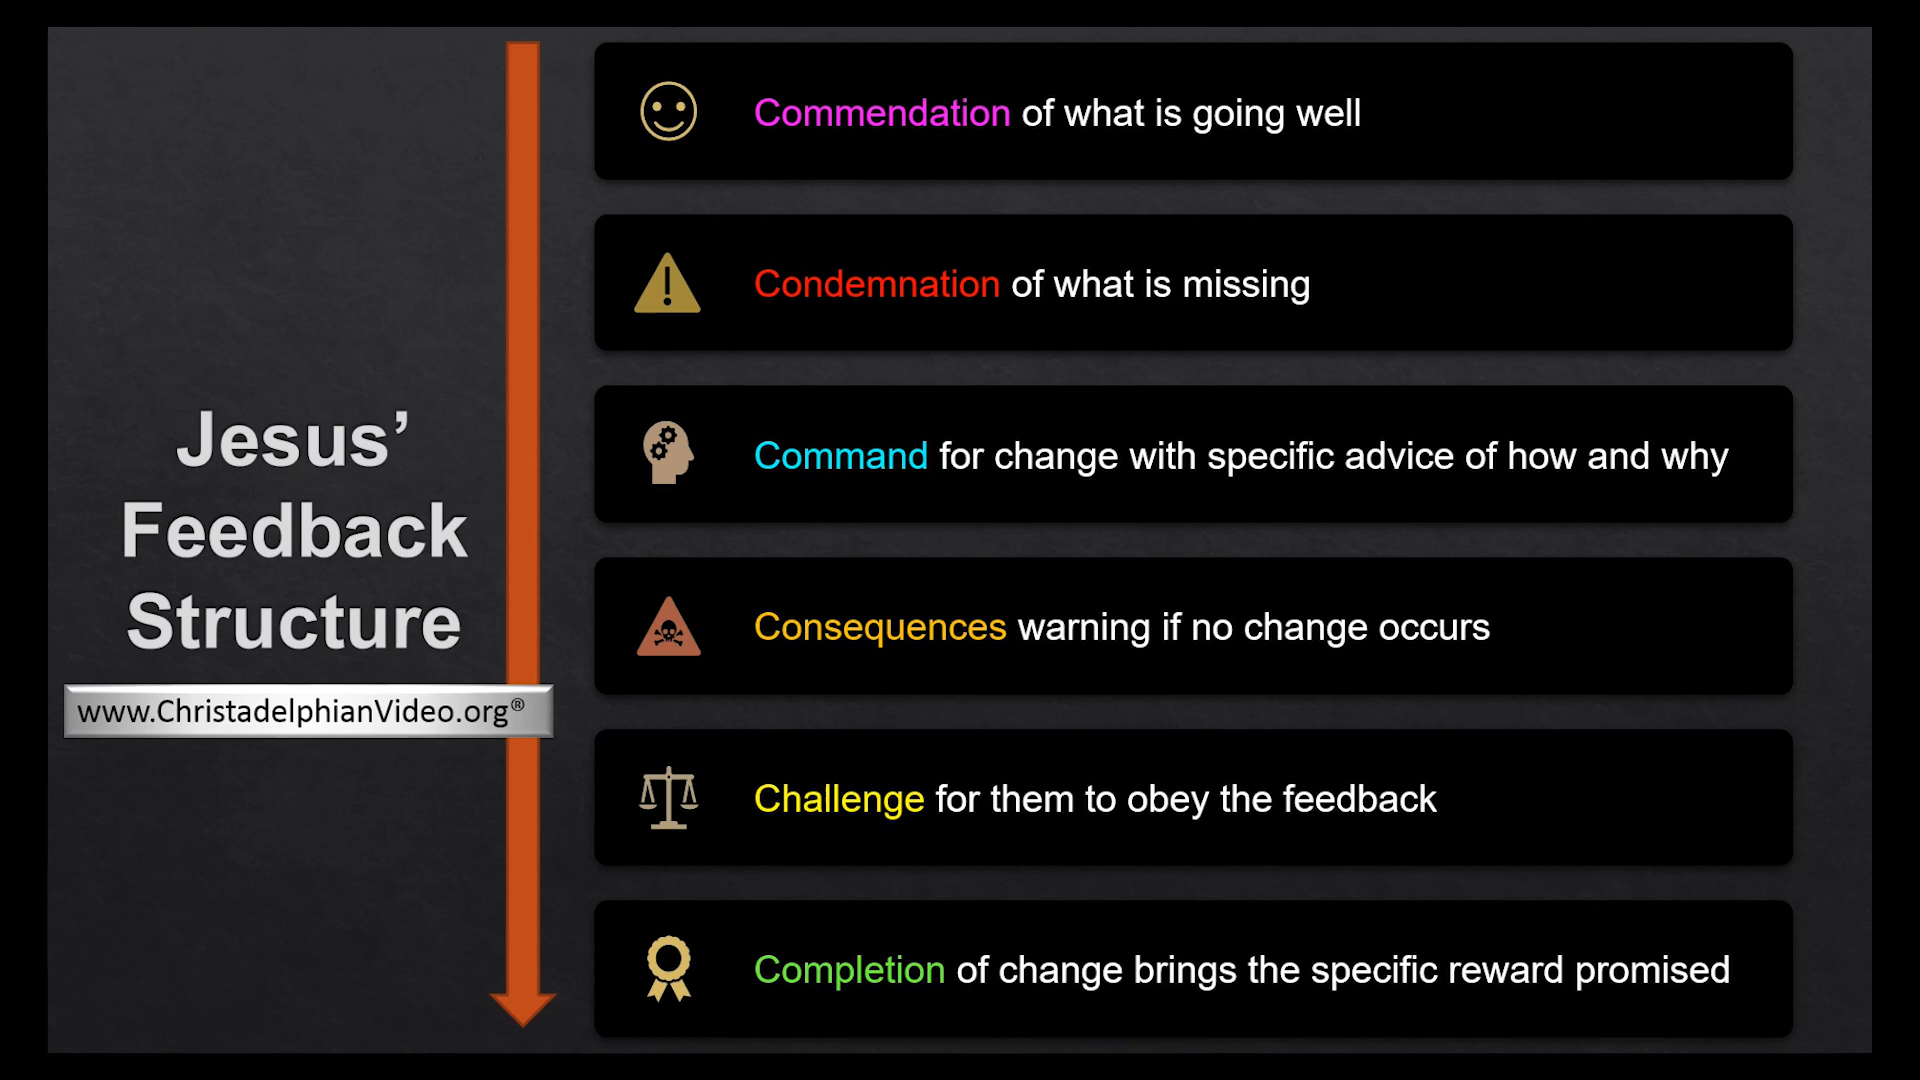 Jesus’
Feedback
Structure
www.ChristadelphianVideo.org®
Commendation of what is going well
Condemnation of what is missing
Command for change with specific advice of how and why
Consequences warning if no change occurs
Challenge for them to obey the feedback
Completion of change brings the specific reward promised